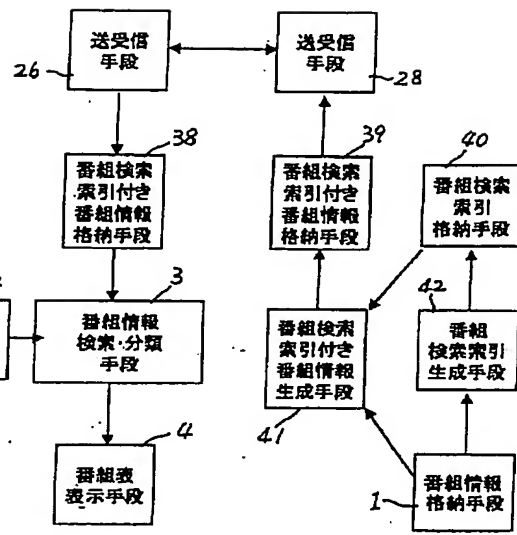 送受信
手段
26
送受信
手段
28
38
番組検索
索引付き
番組情報
格納手段
39
番組検索
索引付き
番組情報
格納手段
40
番組検索
索引
格納手段
3
番組情報
検索・分類
手段
番組検索
索引付き
番組情報
生成手段
41
42
番組
検索索引
生成手段
4
番組表
表示手段
1
番組情報
格納手段